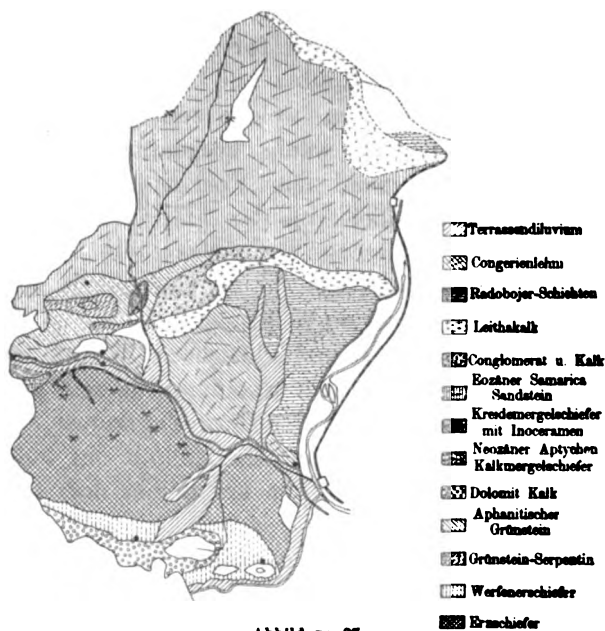 Terrassendiluvium
Congerienlehm
Radobojer-Schichten
Leithakalk
Conglomerat u. Kalk
Eozäner Samarica
Sandstein
Kreidemergelschiefer
mit Inoceramen
Neozäner Aptychen
Kalkmergelschiefer
Dolomit Kalk
Aphanitischer
Grünstein
Grünstein-Serpentin
Werfenerschiefer
Erzschiefer